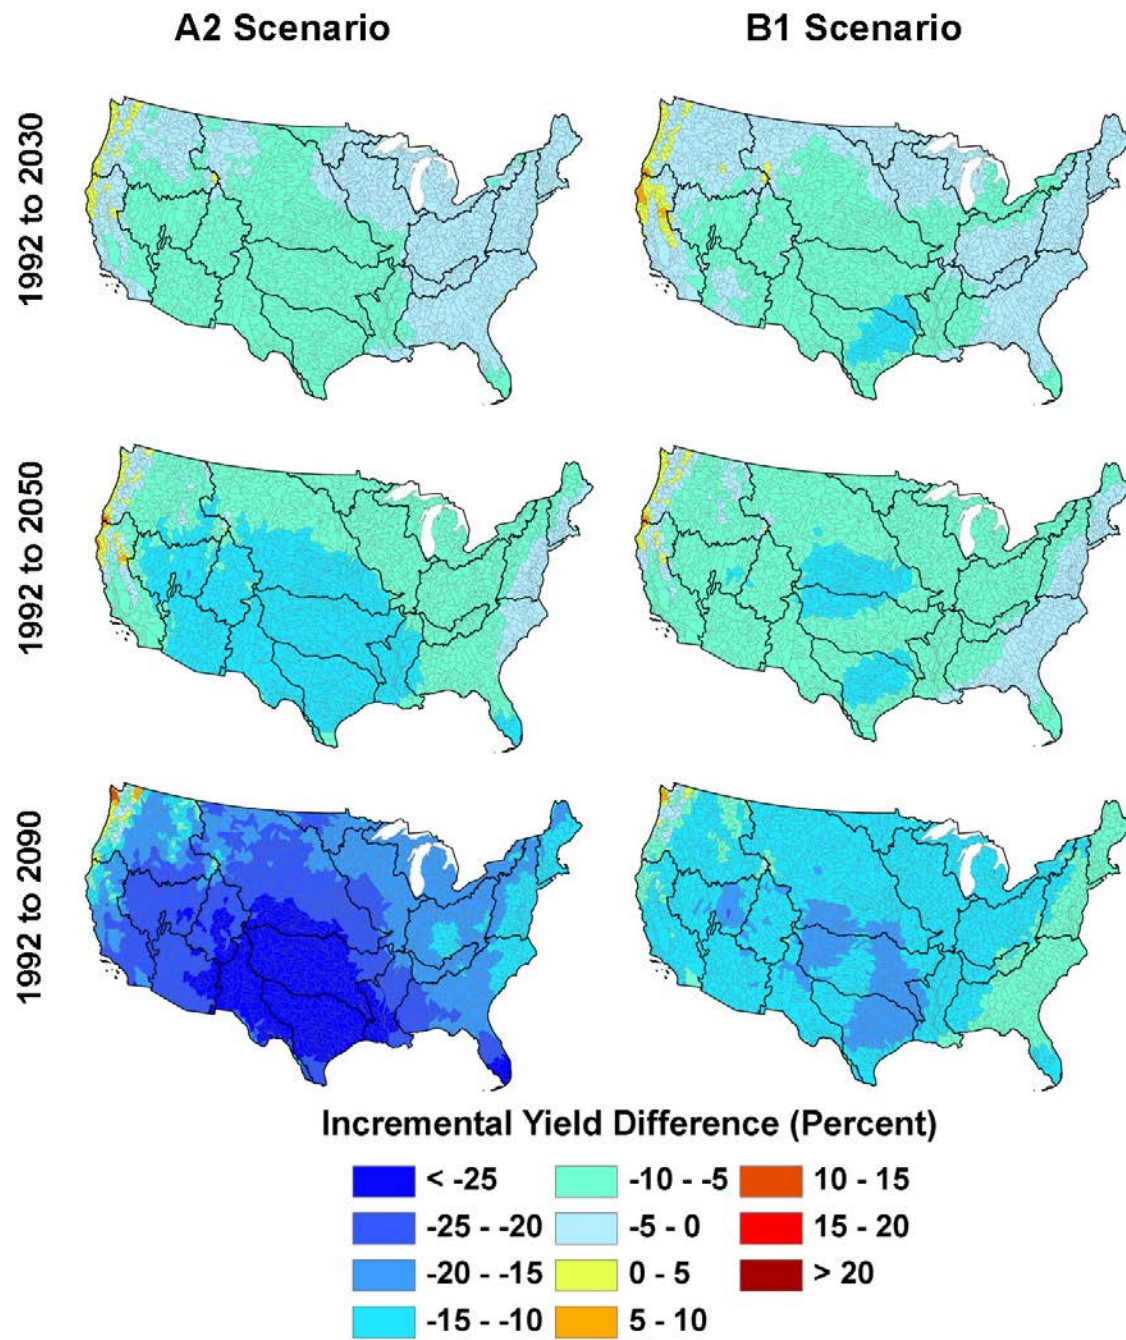 A2 Scenario
B1 Scenario
1992 to 2030
1992 to 2050
1992 to 2090
Incremental Yield Difference (Percent)
< -25
-25 - -20
-20 - -15
-15 - -10
-10 - -5
-5 - 0
0 - 5
5 - 10
10 - 15
15 - 20
> 20